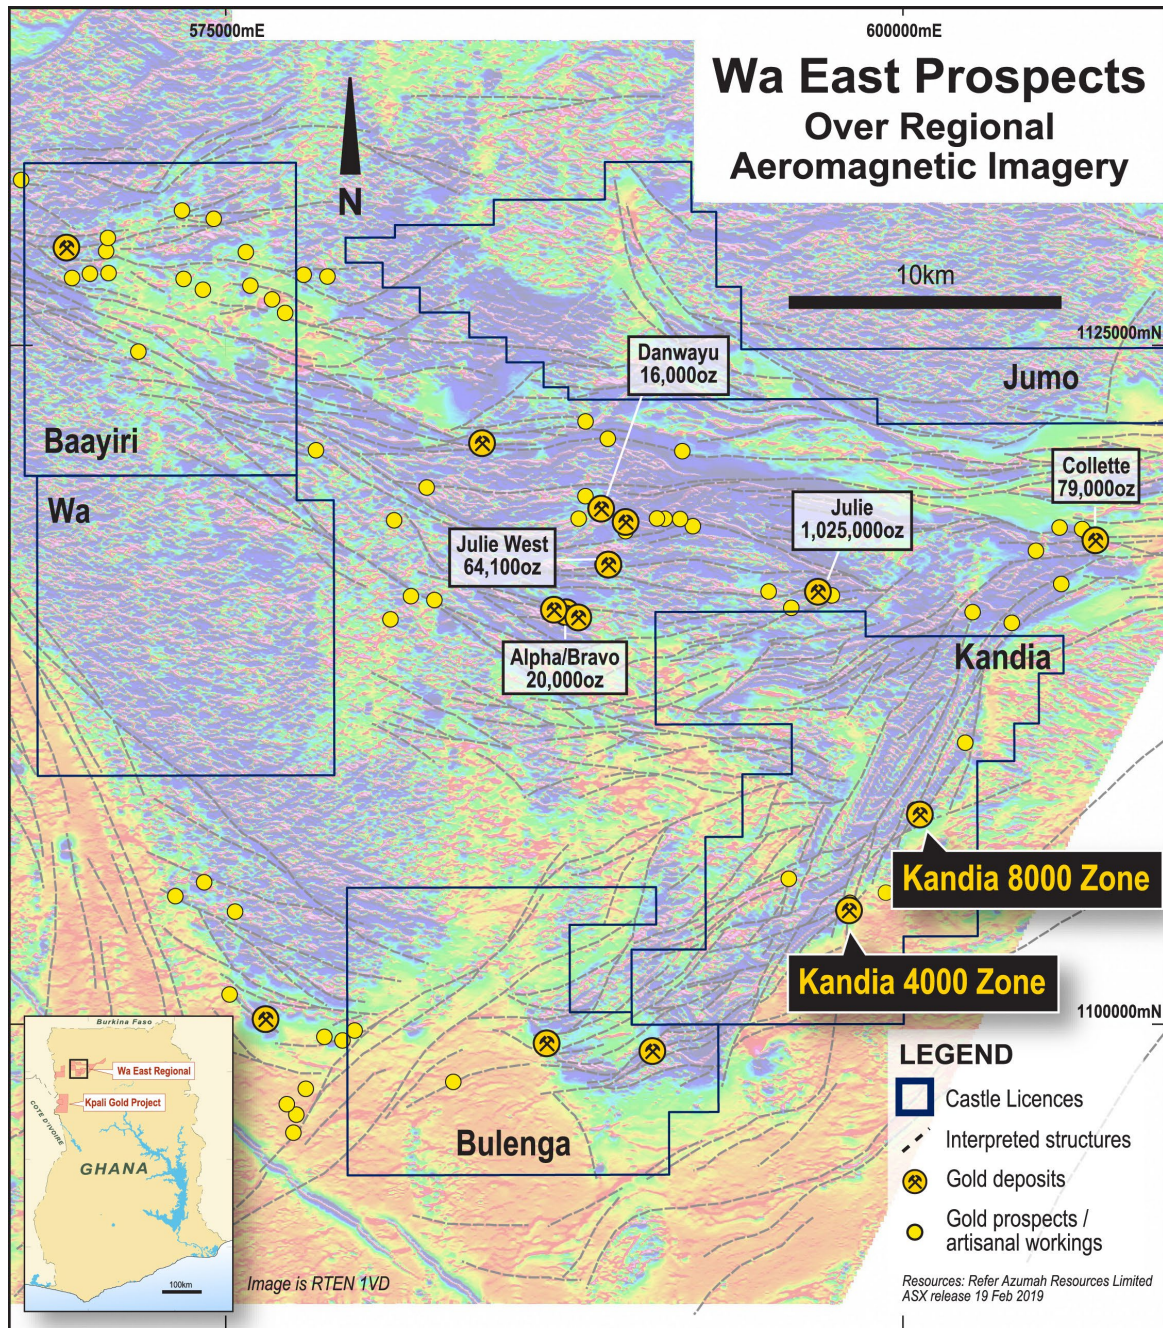 575000mE
600000mE
Wa East Prospects
Over Regional
Aeromagnetic Imagery
N
10km
1125000mN
Danwayu
16,000oz
Jumo
Baayiri
Collette
79,000oz
Wa
Julie
1,025,000oz
Julie West
64,100oz
Alpha/Bravo
20,000oz
Kandia
Kandia 8000 Zone
Kandia 4000 Zone
1100000mN
Burkina Faso
Wa East Regional
Kpali Gold Project
COTE D'IVOIRE
GHANA
100km
Bulenga
Image is RTEN 1VD
LEGEND
Castle Licences
Interpreted structures
Gold deposits
Gold prospects /
artisanal workings
Resources: Refer Azumah Resources Limited
ASX release 19 Feb 2019